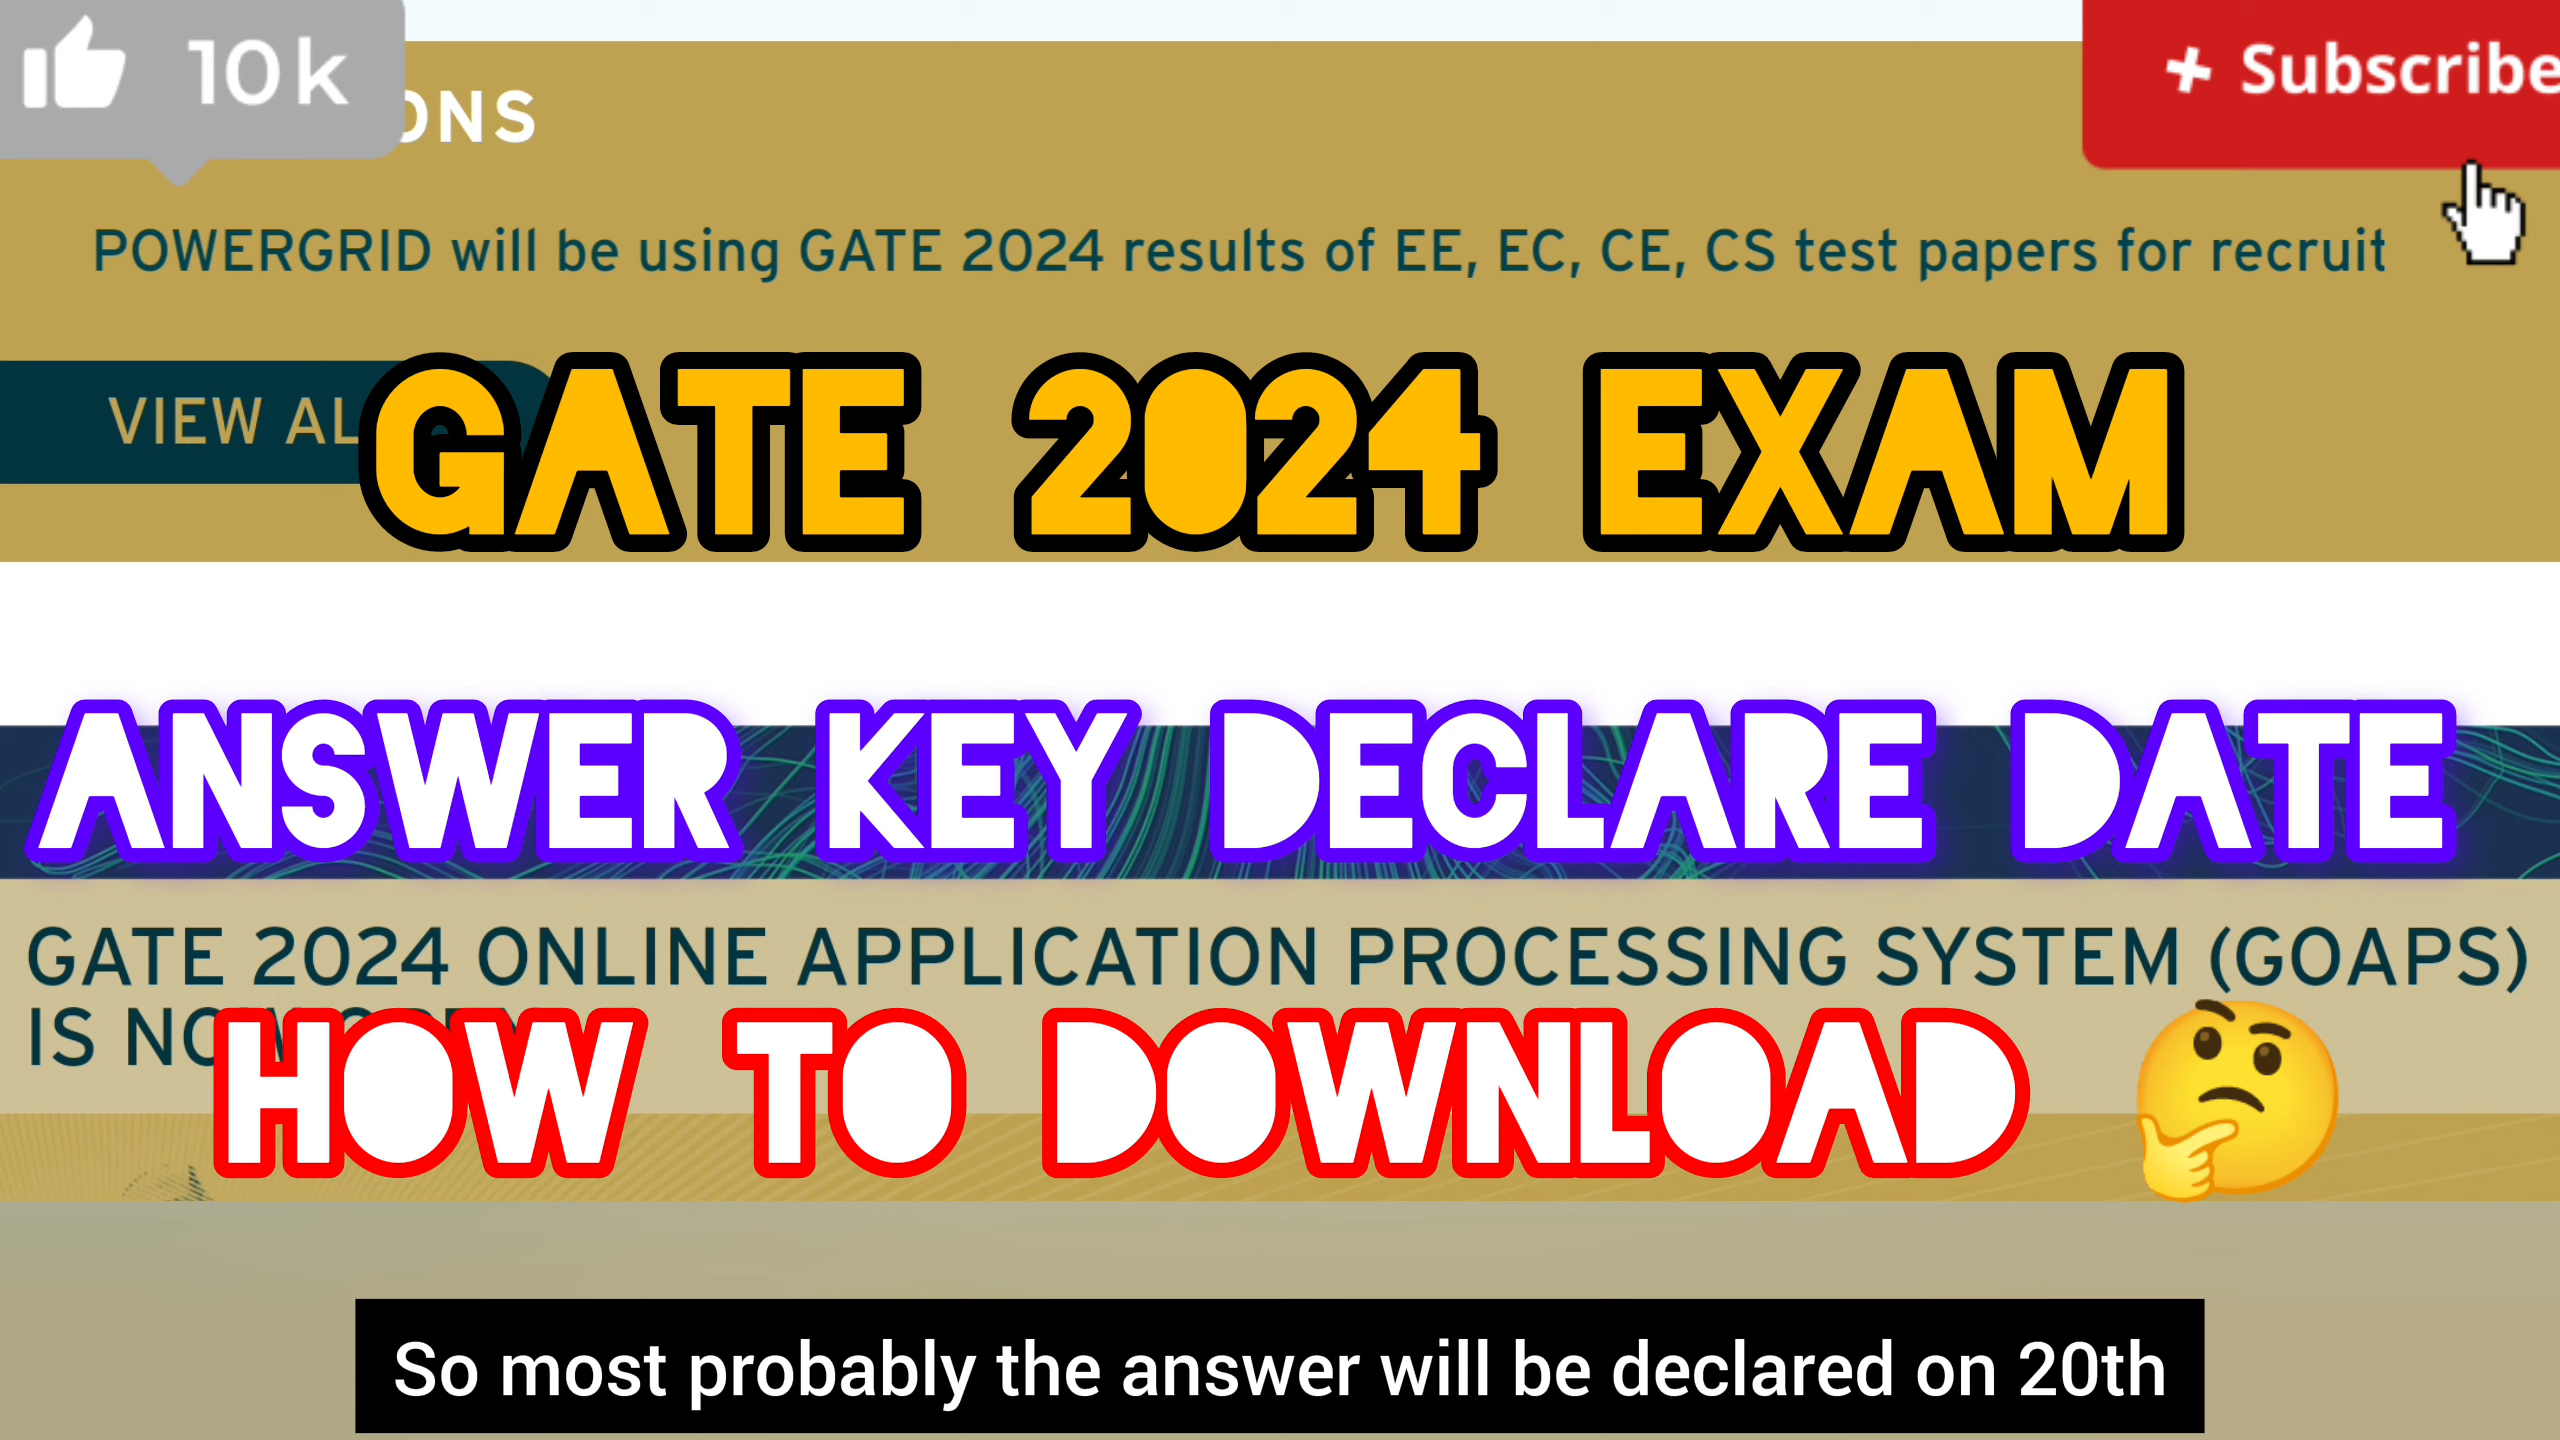 10k
+ Subscribe
ONS
POWERGRID will be using GATE 2024 results of EE, EC, CE, CS test papers for recruit
VIEW AL
GATE 2024 EXAM
ANSWER KEY DECLARE DATE
GATE 2024 ONLINE APPLICATION PROCESSING SYSTEM (GOAPS)
IS
HOW TO DOWNLOAD 🤔
So most probably the answer will be declared on 20th